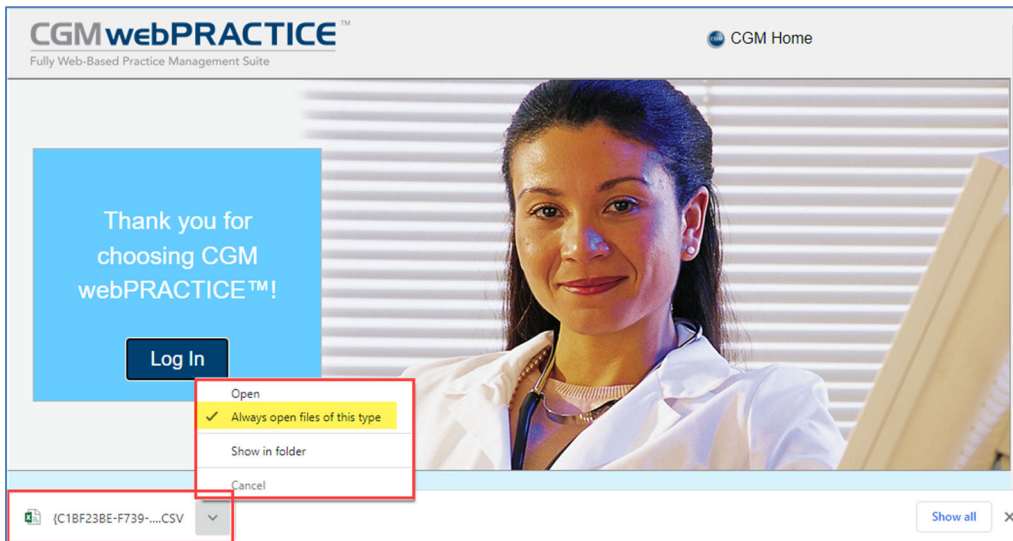 CGM webPRACTICE™
Fully Web-Based Practice Management Suite
CGM Home
Thank you for
choosing CGM
webPRACTICE™!
Log In
Open
Always open files of this type
Show in folder
Cancel
{C1BF23BE-F739-....CSV
Show all